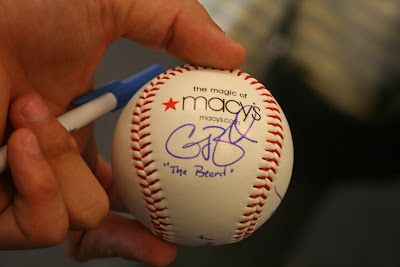 the magic of
macy's
macys.com
"The Beard"